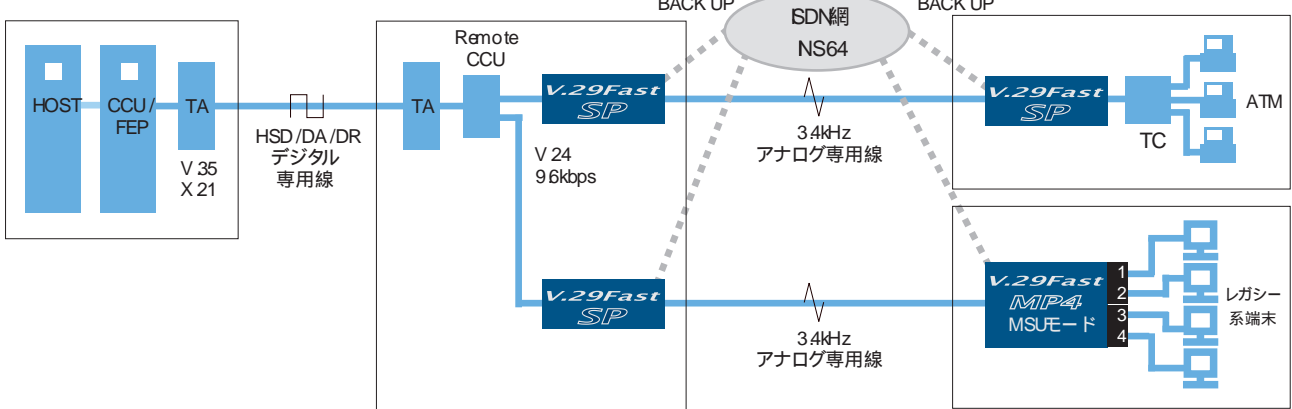 BACK UP
BACK UP
ISDN網
NS64
HOST
CCU/
FEP
TA
V.35
X.21
HSD/DA/DR
デジタル
専用線
TA
Remote
CCU
V.24
9.6kbps
V.29Fast
SP
3.4kHz
アナログ専用線
V.29Fast
SP
TC
ATM
V.29Fast
SP
3.4kHz
アナログ専用線
V.29Fast
MP4
MSUモード
1
2
3
4
レガシー
系端末